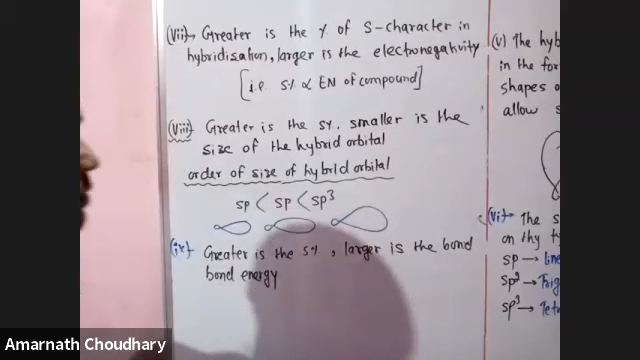 (vii)→ Greater is the % of S-character in
hybridisation, larger is the electronegativity
[i.e S% ∝ EN of compound]
(viii) Greater is the S%, smaller is the
size of the hybrid orbital
order of size of hybrid orbital
sp < sp < sp³
(ix) Greater is the S%, larger is the bond
bond energy
(v) The hyb
in the for
shapes o
allow s
(vi)→ The s
on thy ty
sp → line
sp² → Trig
sp³ → Tet
Amarnath Choudhary